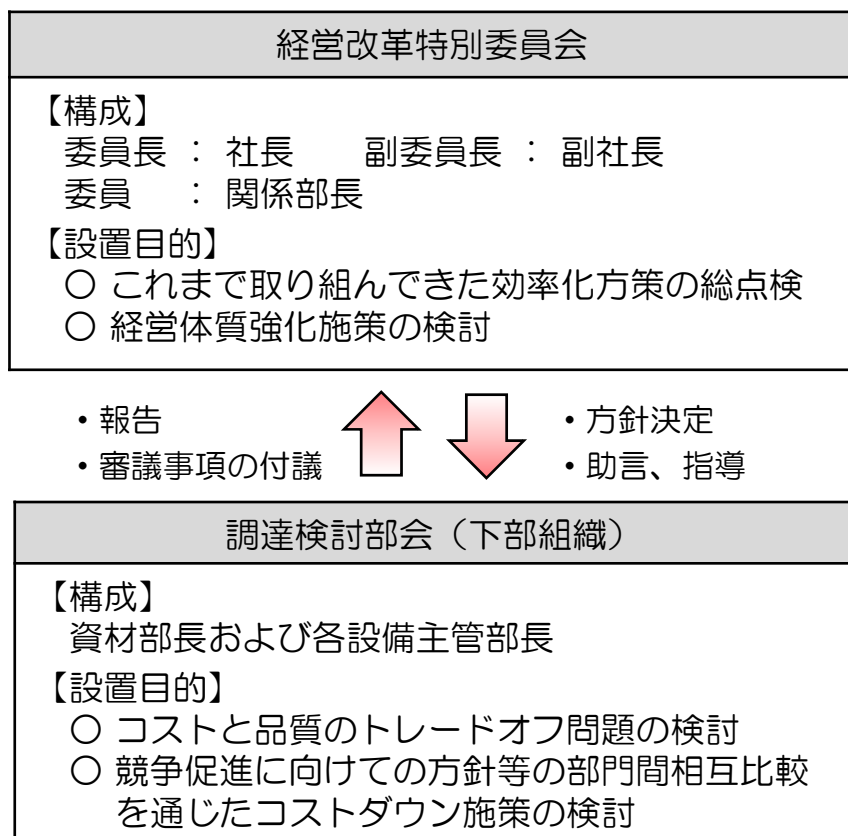 経営改革特別委員会
【構成】
委員長 ： 社長　　副委員長 ： 副社長
委員　 ： 関係部長
【設置目的】
○ これまで取り組んできた効率化方策の総点検
○ 経営体質強化施策の検討
・報告
・審議事項の付議
・方針決定
・助言、指導
調達検討部会（下部組織）
【構成】
資材部長および各設備主管部長
【設置目的】
○ コストと品質のトレードオフ問題の検討
○ 競争促進に向けての方針等の部門間相互比較
を通じたコストダウン施策の検討